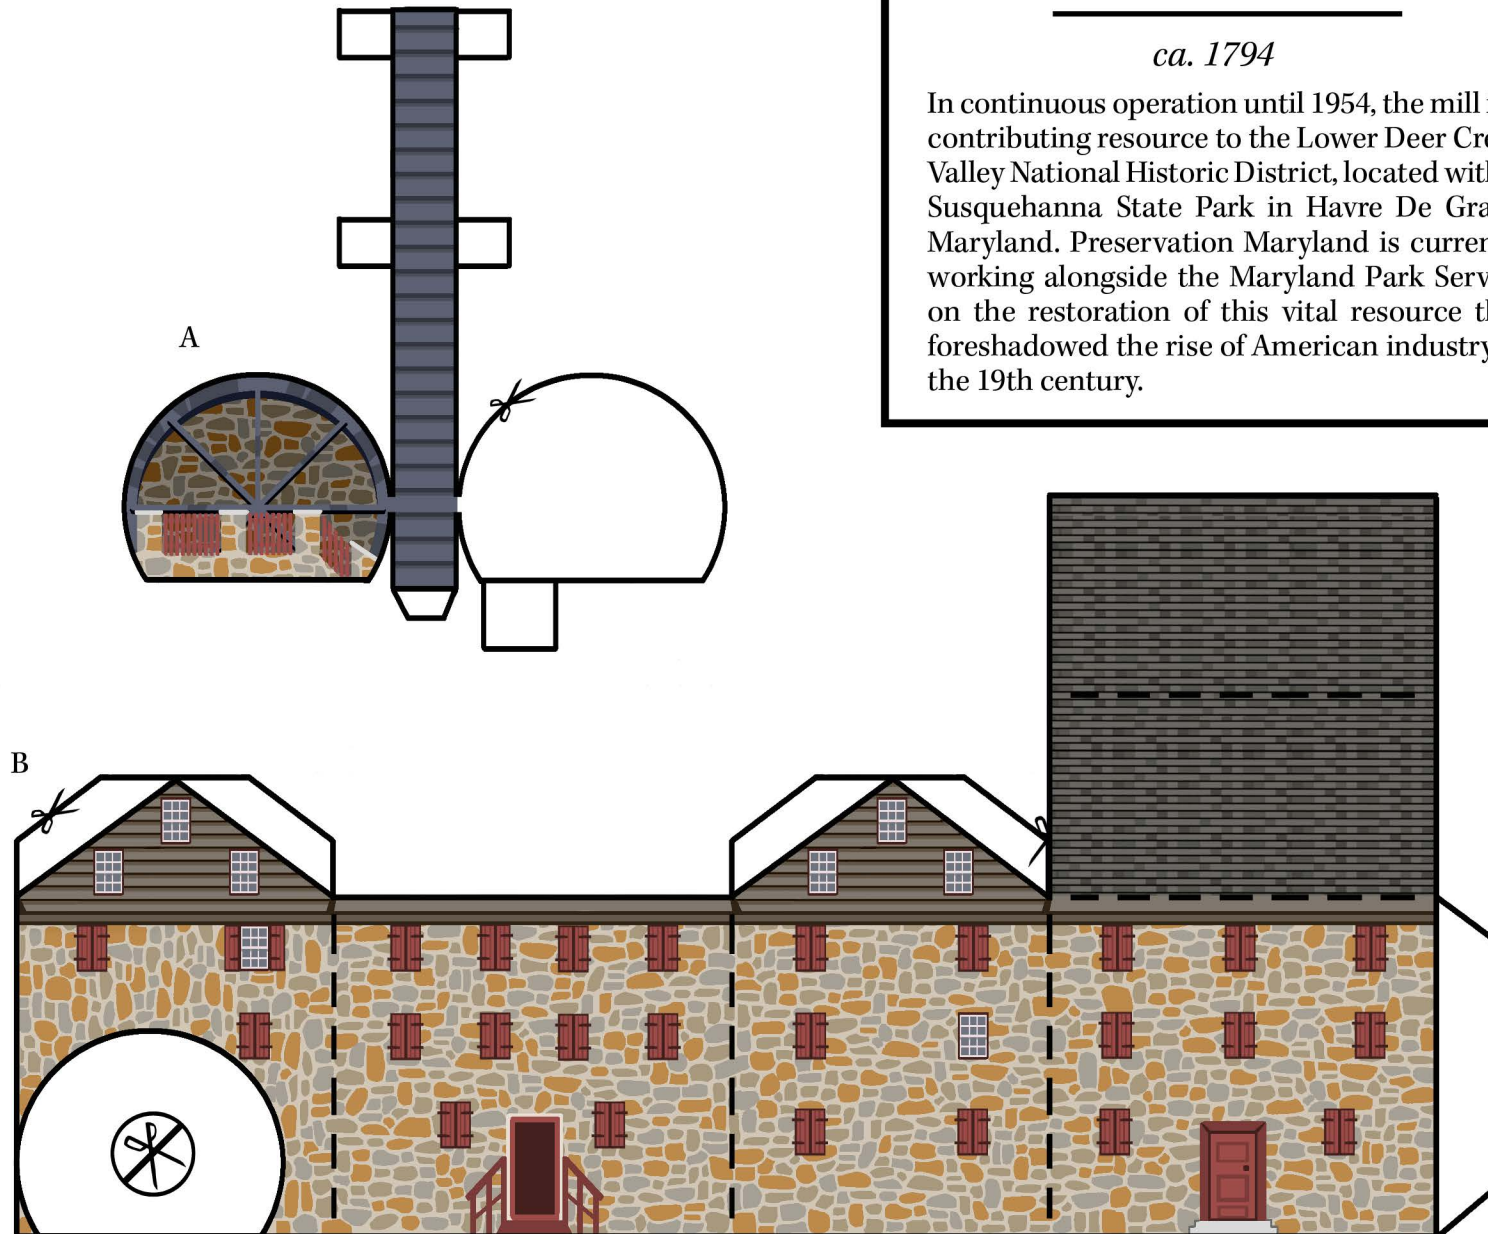 ca. 1794
In continuous operation until 1954, the mill
contributing resource to the Lower Deer
Valley National Historic District, located
Susquehanna State Park in Havre De
Maryland. Preservation Maryland is
working alongside the Maryland Park
on the restoration of this vital resource
foreshadowed the rise of American industry
the 19th century.
A
B